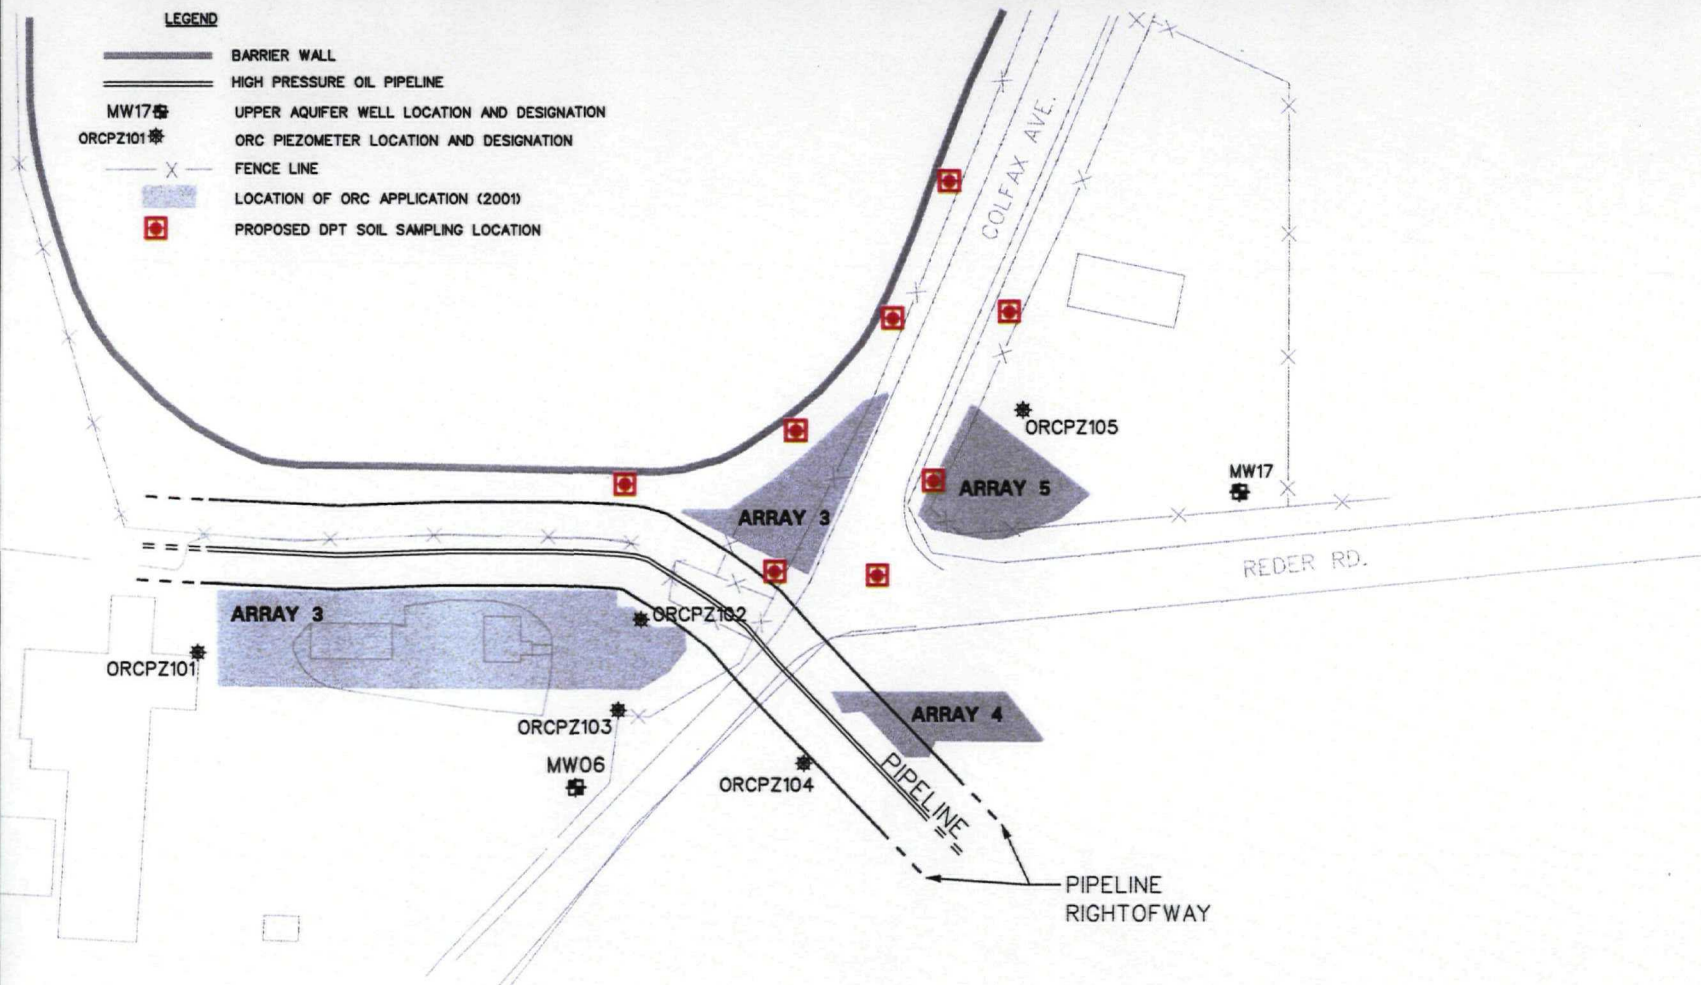 LEGEND
BARRIER WALL
HIGH PRESSURE OIL PIPELINE
MW17 UPPER AQUIFER WELL LOCATION AND DESIGNATION
ORCPZ101 ORC PIEZOMETER LOCATION AND DESIGNATION
X FENCE LINE
LOCATION OF ORC APPLICATION (2001)
PROPOSED DPT SOIL SAMPLING LOCATION
COLFAX AVE.
ORCPZ105
MW17
ARRAY 5
ARRAY 3
REDER RD.
ARRAY 3
ORCPZ102
ORCPZ101
ORCPZ103
ARRAY 4
MW06
ORCPZ104
PIPELINE
PIPELINE
RIGHTOFWAY